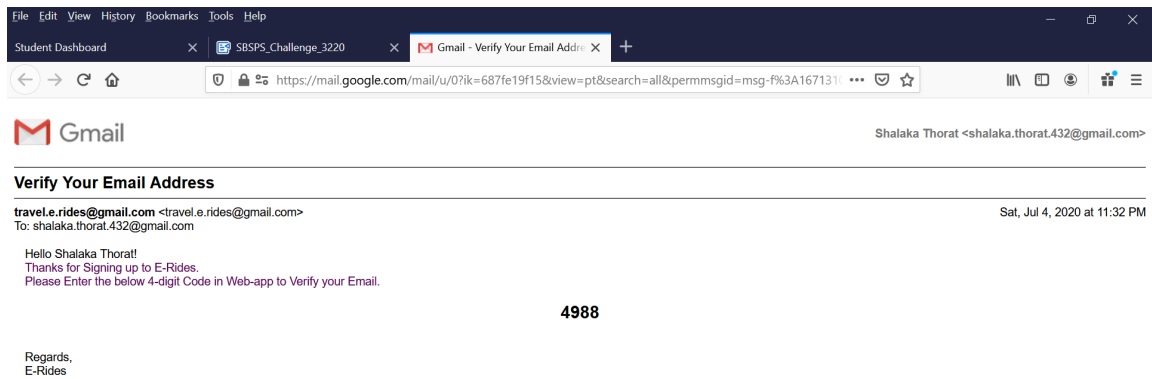 File Edit View History Bookmarks Tools Help
Student Dashboard SBSPS_Challenge_3220 Gmail - Verify Your Email Addre
https://mail.google.com/mail/u/0?ik=687fe19f15&view=pt&search=all&permmsgid=msg-f%3A167131
Gmail Shalaka Thorat <shalaka.thorat.432@gmail.com>
Verify Your Email Address
travel.e.rides@gmail.com <travel.e.rides@gmail.com> Sat, Jul 4, 2020 at 11:32 PM
To: shalaka.thorat.432@gmail.com
Hello Shalaka Thorat!
Thanks for Signing up to E-Rides.
Please Enter the below 4-digit Code in Web-app to Verify your Email.
4988
Regards,
E-Rides